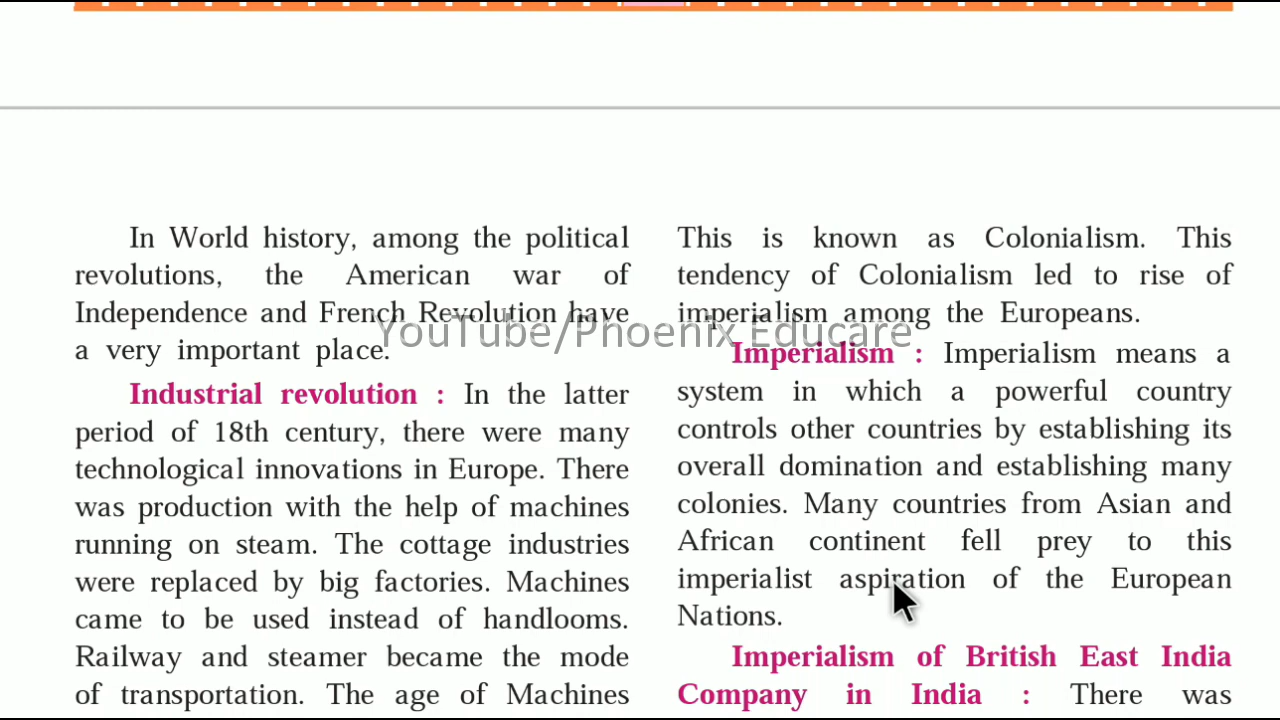 In World history, among the political
revolutions, the American war of
Independence and French Revolution have
a very important place.
Industrial revolution : In the latter
period of 18th century, there were many
technological innovations in Europe. There
was production with the help of machines
running on steam. The cottage industries
were replaced by big factories. Machines
came to be used instead of handlooms.
Railway and steamer became the mode
of transportation. The age of Machines
This is known as Colonialism. This
tendency of Colonialism led to rise of
imperialism among the Europeans.
Imperialism : Imperialism means a
system in which a powerful country
controls other countries by establishing its
overall domination and establishing many
colonies. Many countries from Asian and
African continent fell prey to this
imperialist aspiration of the European
Nations.
Imperialism of British East India
Company in India : There was
YouTube/Phoenix Educare